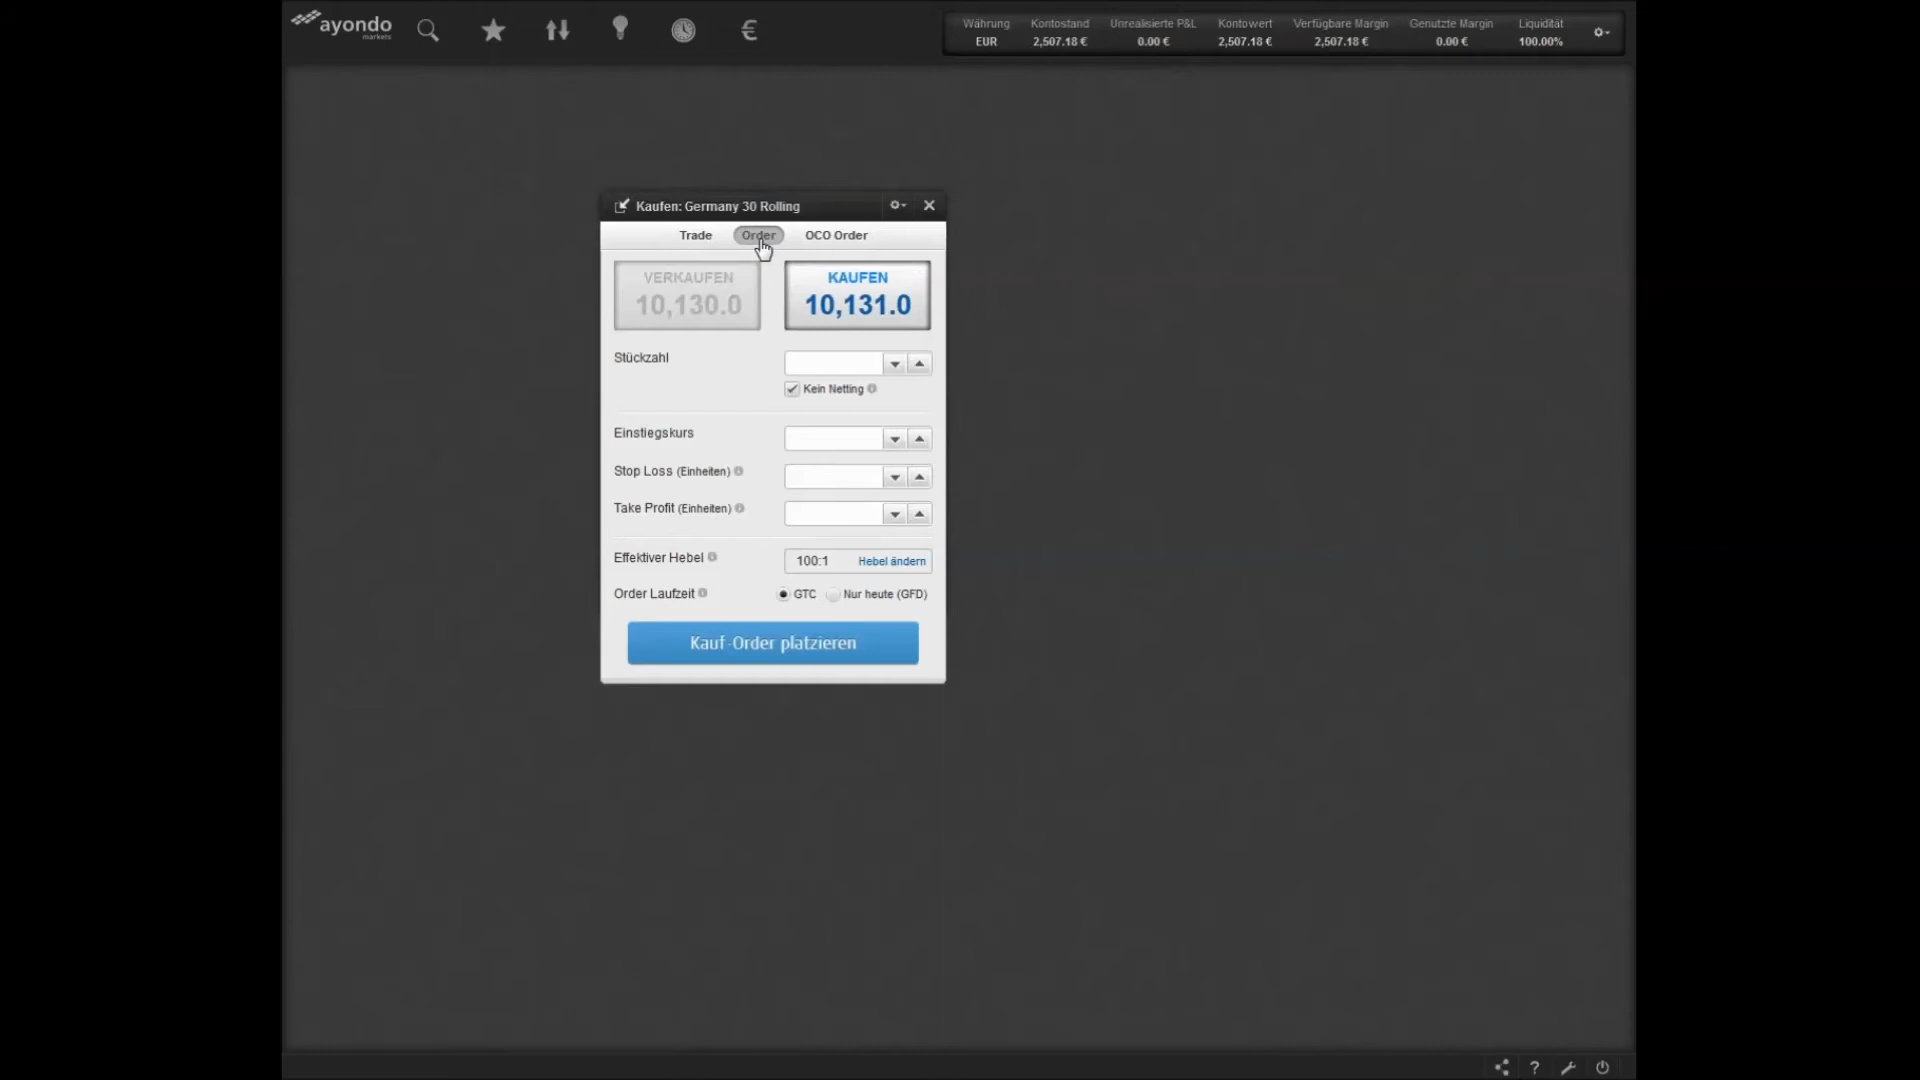 ayondo
markets
€
Währung Kontostand Unrealisierte P&L Kontowert Verfügbare Margin Genutzte Margin Liquidität
EUR 2,507.18 € 0.00 € 2,507.18 € 2,507.18 € 0.00 € 100.00%
Kaufen: Germany 30 Rolling
Trade Order OCO Order
VERKAUFEN KAUFEN
10,130.0 10,131.0
Stückzahl
Kein Netting
Einstiegskurs
Stop Loss (Einheiten)
Take Profit (Einheiten)
Effektiver Hebel 100:1 Hebel ändern
Order Laufzeit GTC Nur heute (GFD)
Kauf-Order platzieren
?